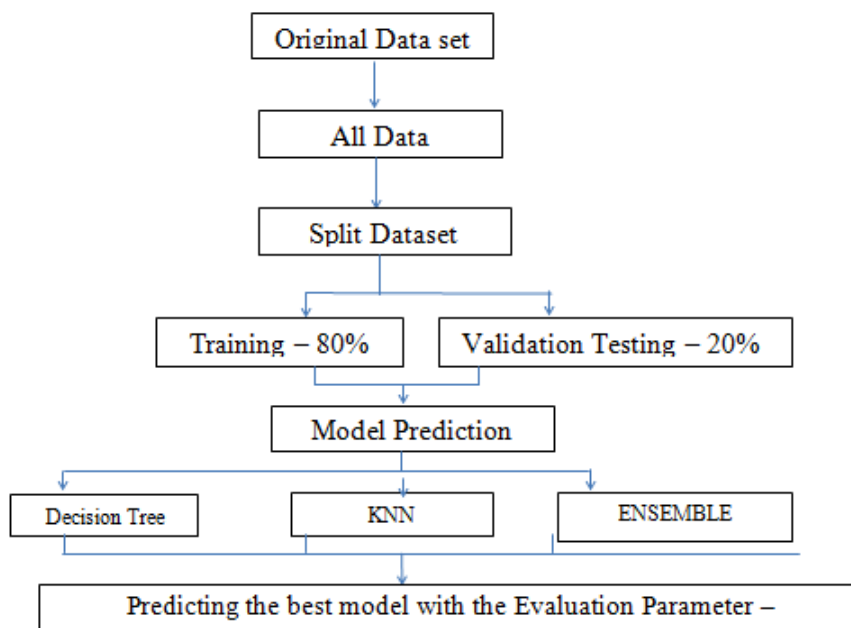 Original Data set
All Data
Split Dataset
Training – 80%
Validation Testing – 20%
Model Prediction
Decision Tree
KNN
ENSEMBLE
Predicting the best model with the Evaluation Parameter –